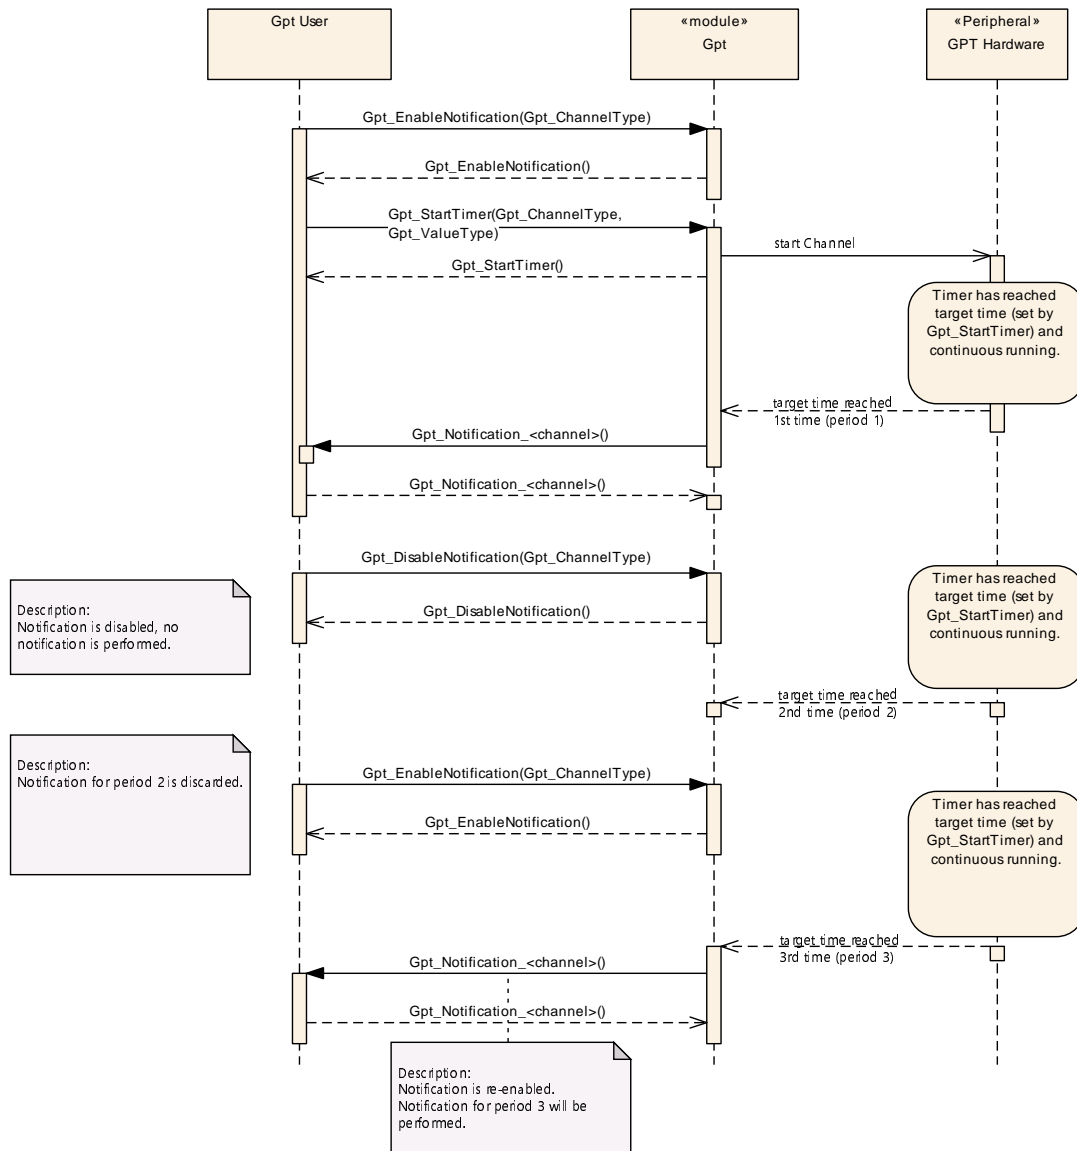 Gpt User
«module»
Gpt
«Peripheral»
GPT Hardware
Gpt_EnableNotification(Gpt_ChannelType)
Gpt_EnableNotification()
Gpt_StartTimer(Gpt_ChannelType,
Gpt_ValueType)
start Channel
Gpt_StartTimer()
Timer has reached
target time (set by
Gpt_StartTimer) and
continuous running.
target time reached
1st time (period 1)
Gpt_Notification_<channel>()
Gpt_Notification_<channel>()
Gpt_DisableNotification(Gpt_ChannelType)
Timer has reached
target time (set by
Gpt_StartTimer) and
continuous running.
Description:
Notification is disabled, no
notification is performed.
Gpt_DisableNotification()
target time reached
2nd time (period 2)
Description:
Notification for period 2 is discarded.
Gpt_EnableNotification(Gpt_ChannelType)
Gpt_EnableNotification()
Timer has reached
target time (set by
Gpt_StartTimer) and
continuous running.
target time reached
3rd time (period 3)
Gpt_Notification_<channel>()
Gpt_Notification_<channel>()
Description:
Notification is re-enabled.
Notification for period 3 will be
performed.